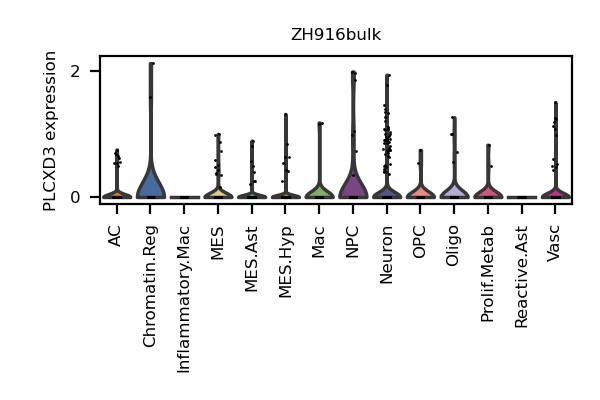 ZH916bulk
PLCXD3 expression
2
0
AC
Chromatin.Reg
Inflammatory.Mac
MES
MES.Ast
MES.Hyp
Mac
NPC
Neuron
OPC
Oligo
Prolif.Metab
Reactive.Ast
Vasc